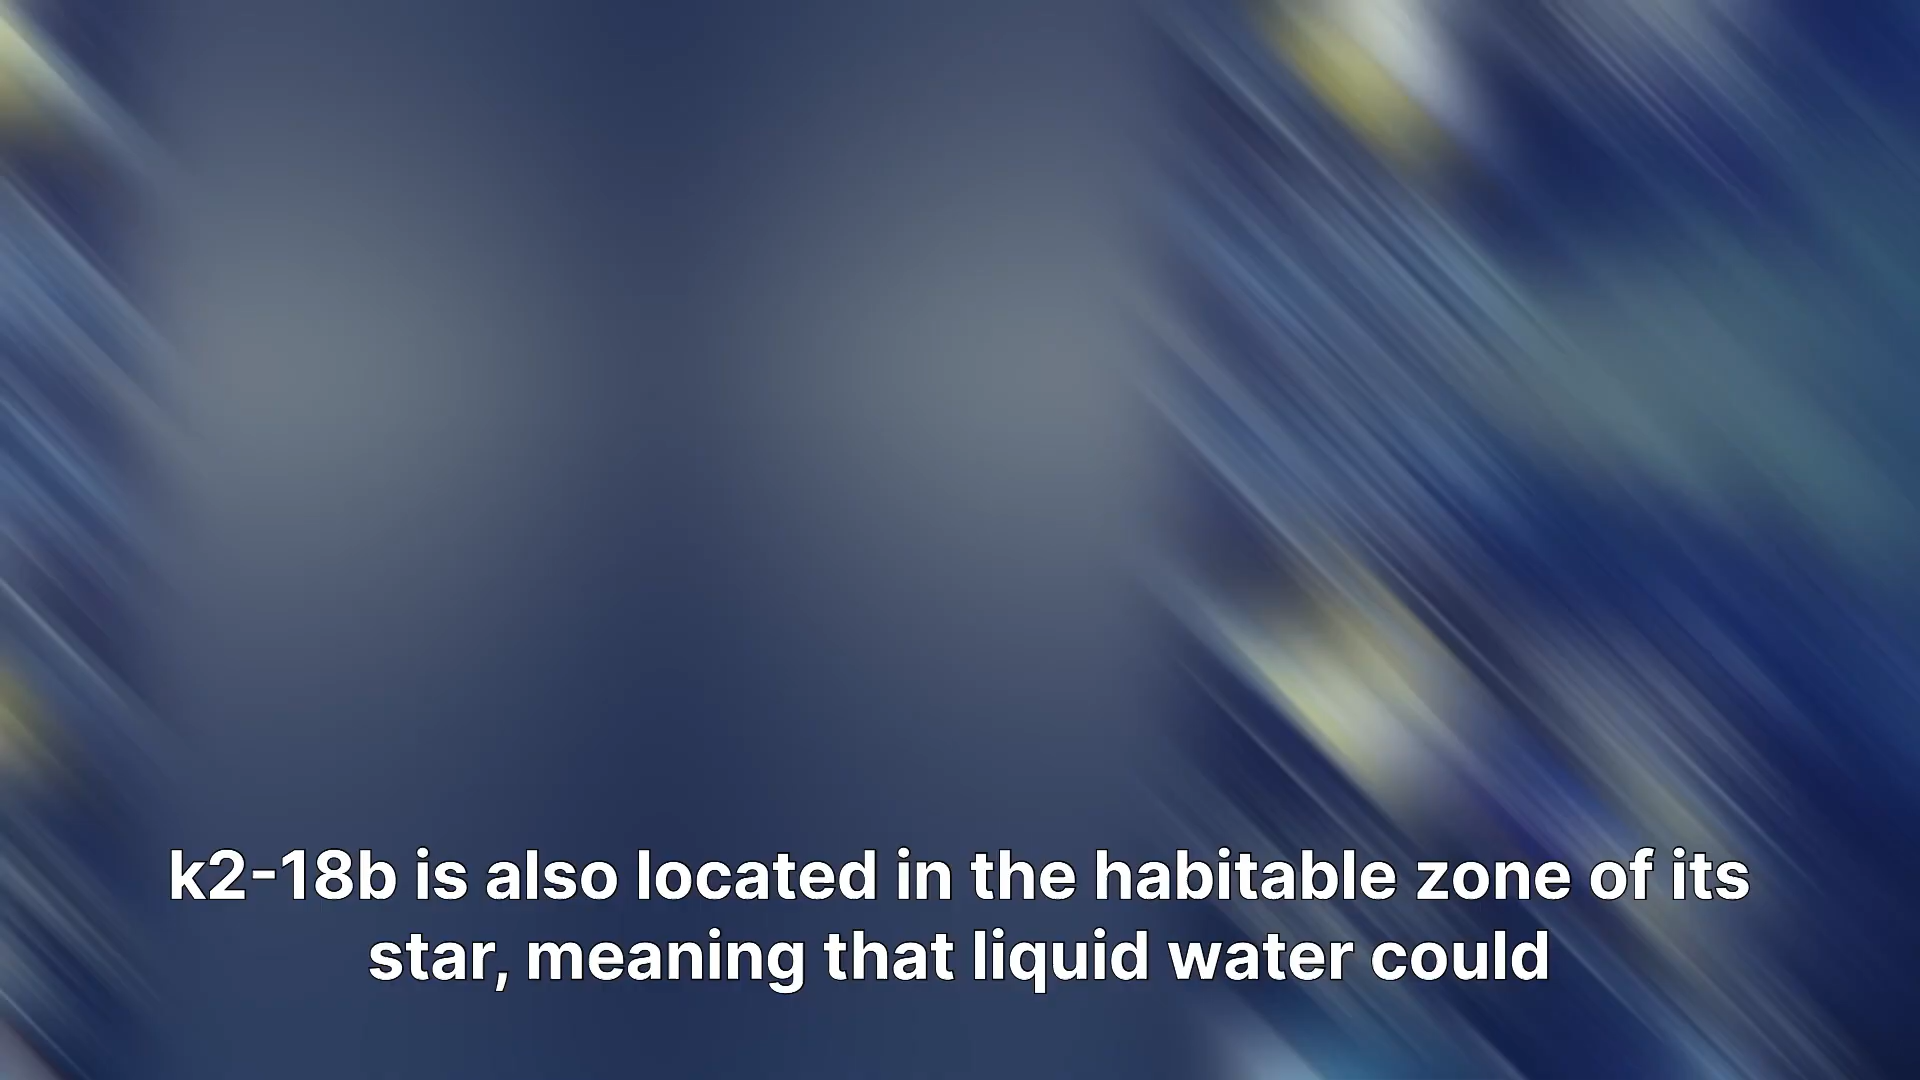 k2-18b is also located in the habitable zone of its
star, meaning that liquid water could